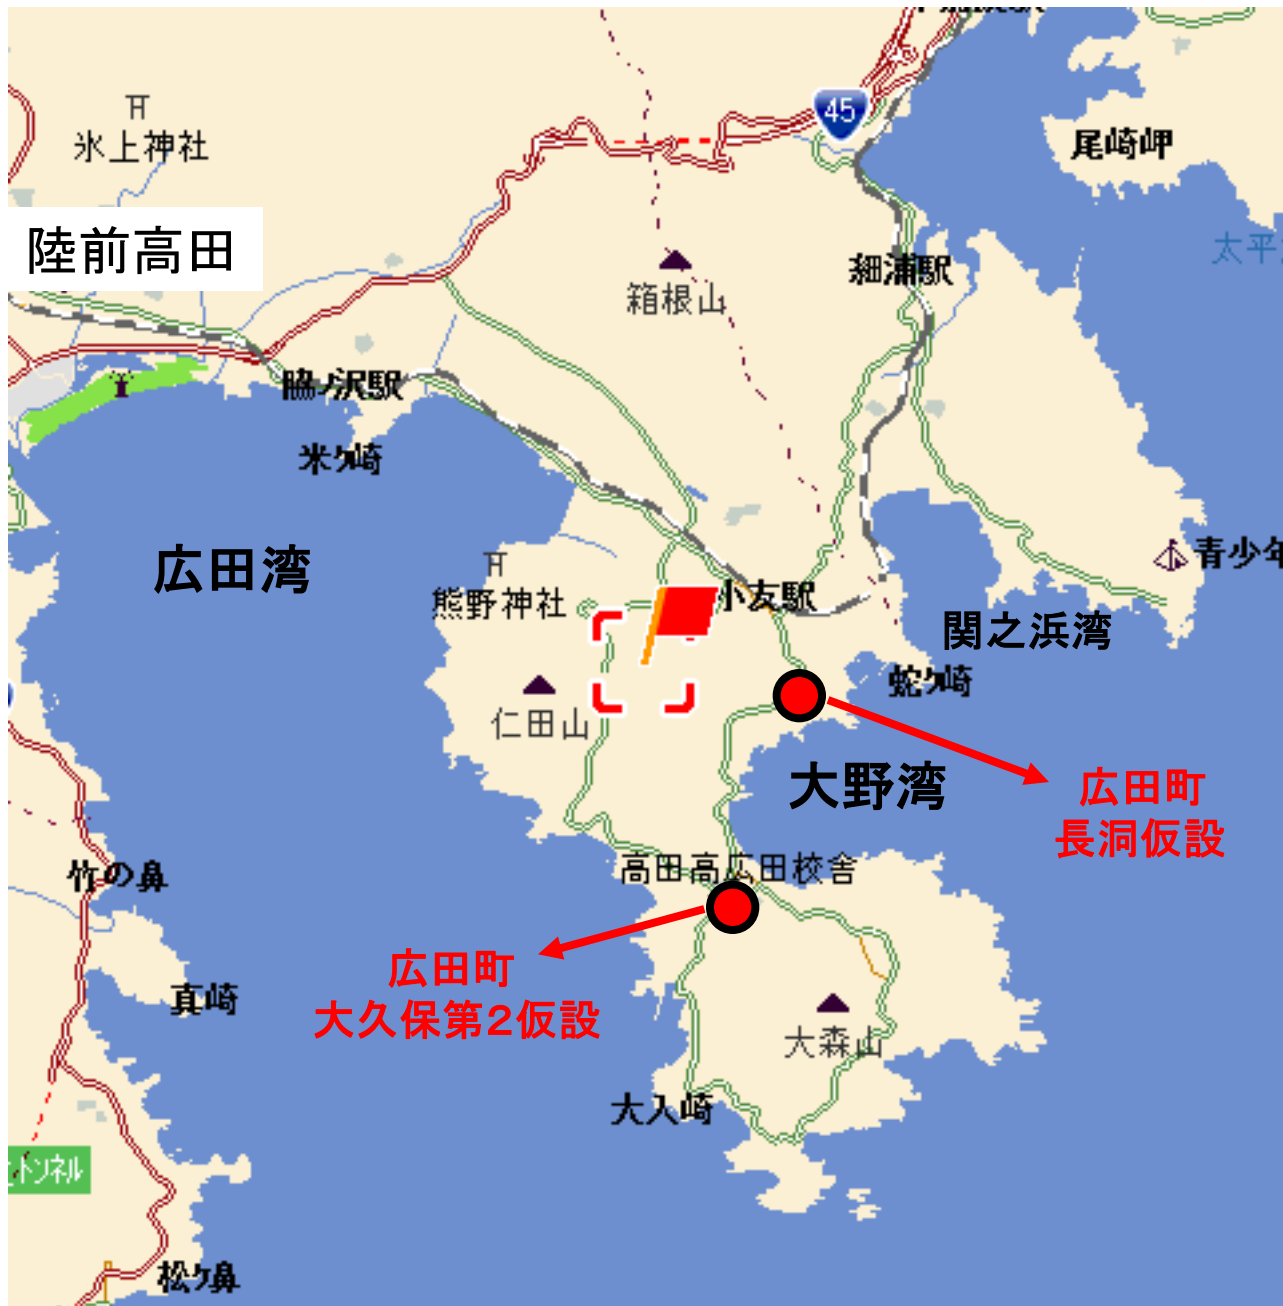 45
氷上神社
尾崎岬
陸前高田
太平
細浦駅
箱根山
脇ノ沢駅
米ケ崎
広田湾
青少年
熊野神社
小友駅
関之浜湾
蛇ケ崎
仁田山
大野湾
広田町
長洞仮設
高田高広田校舎
竹の鼻
広田町
大久保第2仮設
真崎
大森山
大入崎
トンネル
松ケ鼻